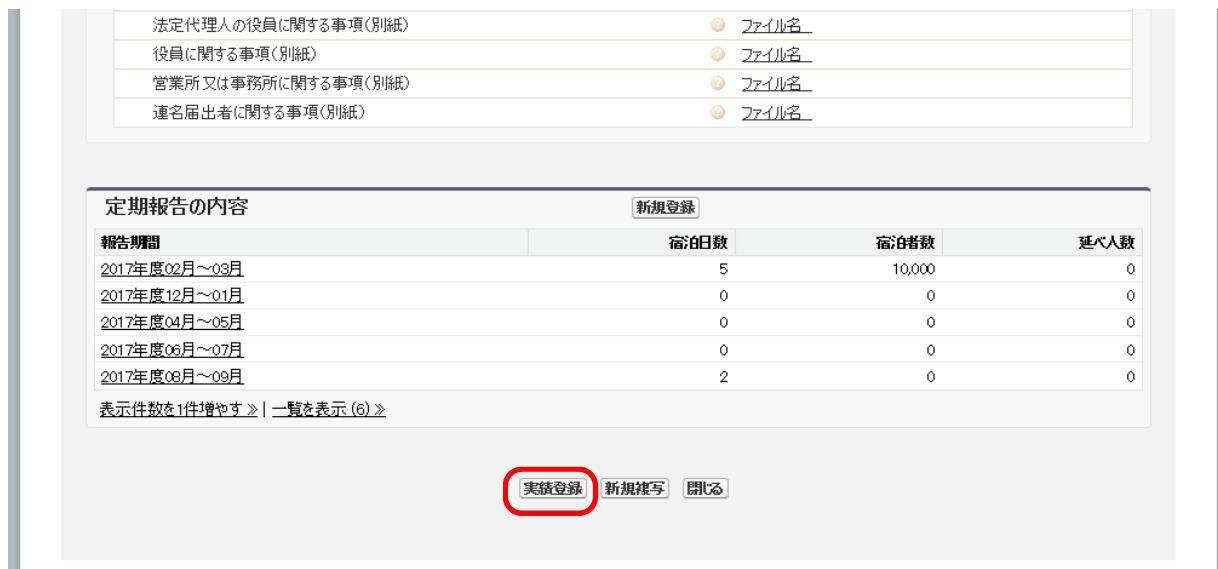 法定代理人の役員に関する事項(別紙) ファイル名
役員に関する事項(別紙) ファイル名
営業所又は事務所に関する事項(別紙) ファイル名
連名届出者に関する事項(別紙) ファイル名
定期報告の内容 新規登録
報告期間 宿泊日数 宿泊者数 延べ人数
2017年度02月～03月 5 10,000 0
2017年度12月～01月 0 0 0
2017年度04月～05月 0 0 0
2017年度06月～07月 0 0 0
2017年度08月～09月 2 0 0
表示件数を1件増やす » | 一覧を表示 (6) »
実績登録 新規複写 閉じる